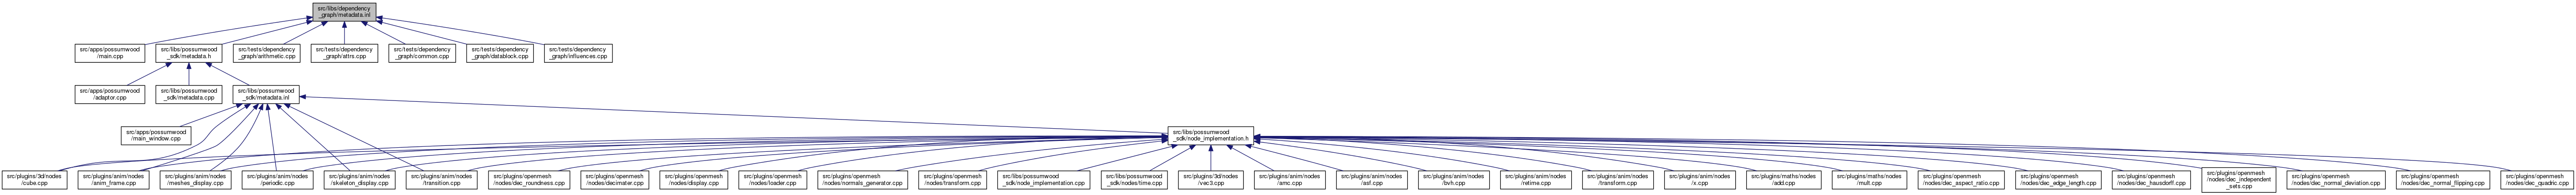 src/libs/dependency
_graph/metadata.inl
src/apps/possumwood
/main.cpp
src/libs/possumwood
_sdk/metadata.h
src/tests/dependency
_graph/arithmetic.cpp
src/tests/dependency
_graph/attrs.cpp
src/tests/dependency
_graph/common.cpp
src/tests/dependency
_graph/datablock.cpp
src/tests/dependency
_graph/influences.cpp
src/apps/possumwood
/adaptor.cpp
src/libs/possumwood
_sdk/metadata.cpp
src/libs/possumwood
_sdk/metadata.inl
src/apps/possumwood
/main_window.cpp
src/libs/possumwood
_sdk/node_implementation.h
src/plugins/3d/nodes
/cube.cpp
src/plugins/anim/nodes
/anim_frame.cpp
src/plugins/anim/nodes
/meshes_display.cpp
src/plugins/anim/nodes
/periodic.cpp
src/plugins/anim/nodes
/skeleton_display.cpp
src/plugins/anim/nodes
/transition.cpp
src/plugins/openmesh
/nodes/dec_roundness.cpp
src/plugins/openmesh
/nodes/decimater.cpp
src/plugins/openmesh
/nodes/display.cpp
src/plugins/openmesh
/nodes/loader.cpp
src/plugins/openmesh
/nodes/normals_generator.cpp
src/plugins/openmesh
/nodes/transform.cpp
src/libs/possumwood
_sdk/node_implementation.cpp
src/libs/possumwood
_sdk/nodes/time.cpp
src/plugins/3d/nodes
/vec3.cpp
src/plugins/anim/nodes
/amc.cpp
src/plugins/anim/nodes
/asf.cpp
src/plugins/anim/nodes
/bvh.cpp
src/plugins/anim/nodes
/retime.cpp
src/plugins/anim/nodes
/transform.cpp
src/plugins/anim/nodes
/x.cpp
src/plugins/maths/nodes
/add.cpp
src/plugins/maths/nodes
/mult.cpp
src/plugins/openmesh
/nodes/dec_aspect_ratio.cpp
src/plugins/openmesh
/nodes/dec_edge_length.cpp
src/plugins/openmesh
/nodes/dec_hausdorff.cpp
src/plugins/openmesh
/nodes/dec_independent
_sets.cpp
src/plugins/openmesh
/nodes/dec_normal_deviation.cpp
src/plugins/openmesh
/nodes/dec_normal_flipping.cpp
src/plugins/openmesh
/nodes/dec_quadric.cpp